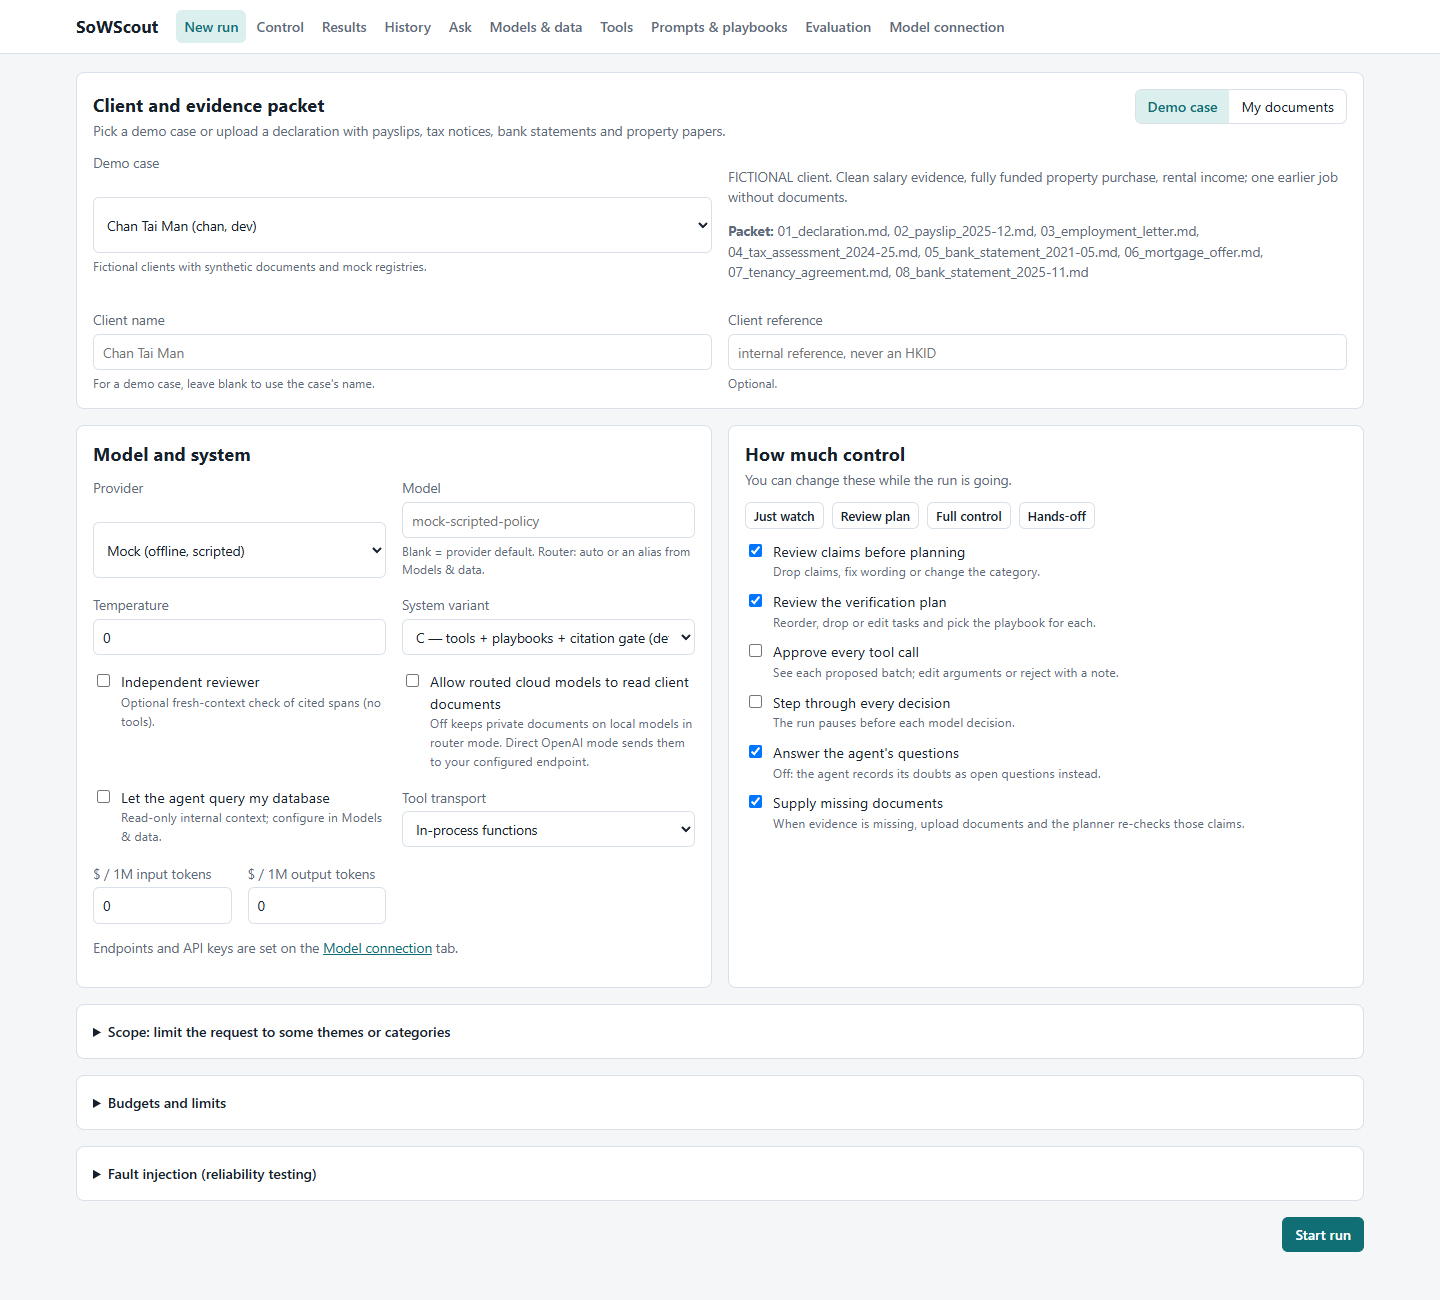 SoWScout
New run
Control
Results
History
Ask
Models & data
Tools
Prompts & playbooks
Evaluation
Model connection
Client and evidence packet
Demo case
My documents
Pick a demo case or upload a declaration with payslips, tax notices, bank statements and property papers.
Demo case
Chan Tai Man (chan, dev)
Fictional clients with synthetic documents and mock registries.
FICTIONAL client. Clean salary evidence, fully funded property purchase, rental income; one earlier job
without documents.
Packet: 01_declaration.md, 02_payslip_2025-12.md, 03_employment_letter.md,
04_tax_assessment_2024-25.md, 05_bank_statement_2021-05.md, 06_mortgage_offer.md,
07_tenancy_agreement.md, 08_bank_statement_2025-11.md
Client name
Chan Tai Man
For a demo case, leave blank to use the case's name.
Client reference
internal reference, never an HKID
Optional.
Model and system
Provider
Mock (offline, scripted)
Model
mock-scripted-policy
Blank = provider default. Router: auto or an alias from
Models & data.
Temperature
0
System variant
C — tools + playbooks + citation gate (de
Independent reviewer
Optional fresh-context check of cited spans (no
tools).
Allow routed cloud models to read client
documents
Off keeps private documents on local models in
router mode. Direct OpenAI mode sends them
to your configured endpoint.
Let the agent query my database
Read-only internal context; configure in Models
& data.
Tool transport
In-process functions
$ / 1M input tokens
0
$ / 1M output tokens
0
Endpoints and API keys are set on the Model connection tab.
How much control
You can change these while the run is going.
Just watch
Review plan
Full control
Hands-off
Review claims before planning
Drop claims, fix wording or change the category.
Review the verification plan
Reorder, drop or edit tasks and pick the playbook for each.
Approve every tool call
See each proposed batch; edit arguments or reject with a note.
Step through every decision
The run pauses before each model decision.
Answer the agent's questions
Off: the agent records its doubts as open questions instead.
Supply missing documents
When evidence is missing, upload documents and the planner re-checks those claims.
Scope: limit the request to some themes or categories
Budgets and limits
Fault injection (reliability testing)
Start run